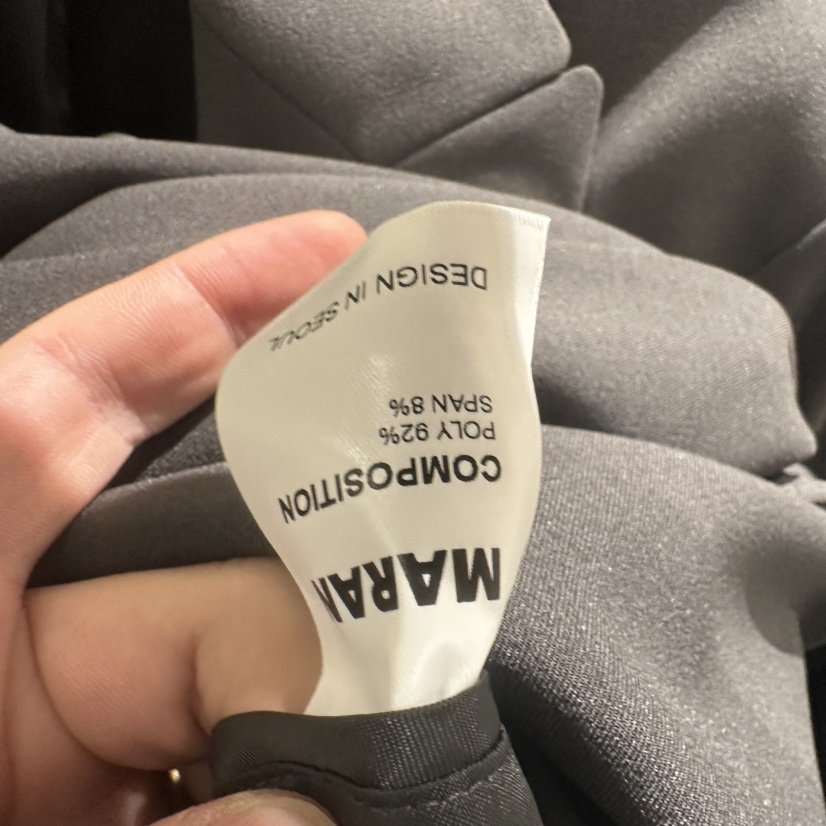 MARAN
COMPOSITION
POLY 92%
SPAN 8%
DESIGN IN SEOUL